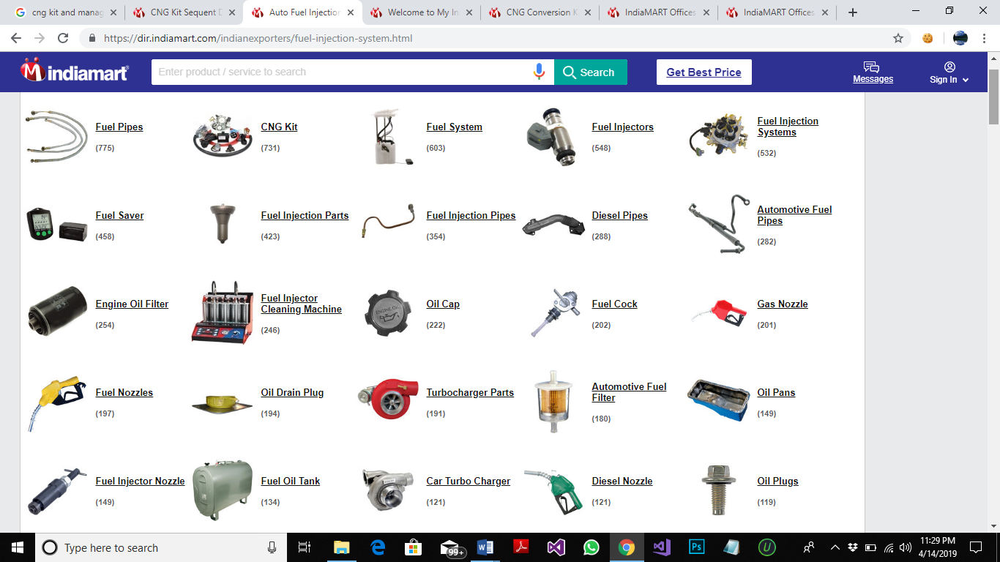 cng kit and manag
CNG Kit Sequent D
Auto Fuel Injection
Welcome to My In
CNG Conversion K
IndiaMART Offices
IndiaMART Offices
https://dir.indiamart.com/indianexporters/fuel-injection-system.html
indiamart
Enter product / service to search
Search
Get Best Price
Messages
Sign In
Fuel Pipes
(775)
CNG Kit
(731)
Fuel System
(603)
Fuel Injectors
(548)
Fuel Injection
Systems
(532)
Fuel Saver
(458)
Fuel Injection Parts
(423)
Fuel Injection Pipes
(354)
Diesel Pipes
(288)
Automotive Fuel
Pipes
(282)
Engine Oil Filter
(254)
Fuel Injector
Cleaning Machine
(246)
ENGINE OIL
Oil Cap
(222)
Fuel Cock
(202)
Gas Nozzle
(201)
Fuel Nozzles
(197)
Oil Drain Plug
(194)
Turbocharger Parts
(191)
Automotive Fuel
Filter
(180)
Oil Pans
(149)
Fuel Injector Nozzle
(149)
Fuel Oil Tank
(134)
Car Turbo Charger
(121)
Diesel Nozzle
(121)
Oil Plugs
(119)
Type here to search
99+
Ps
U
11:29 PM
4/14/2019